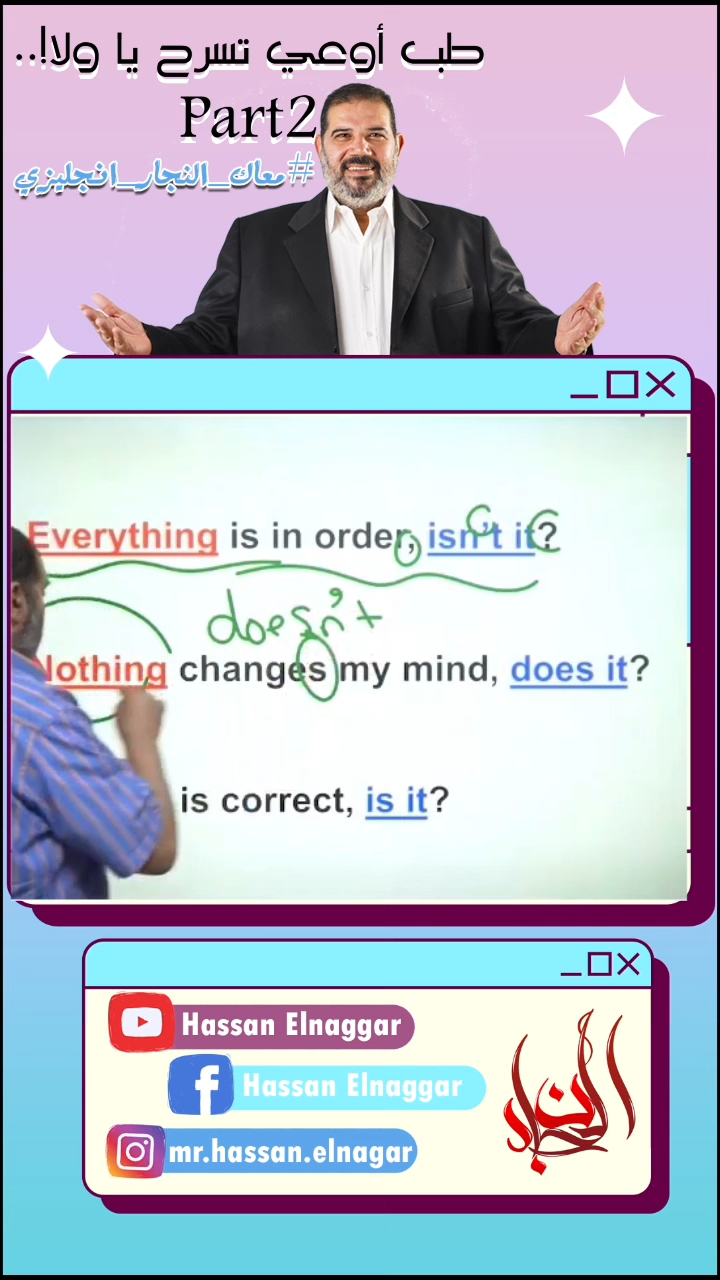 طب أوعي تسرح يا ولا!..
Part2
#معاك_النجار_انجليزي
Everything is in order, isn't it?
doesn't
Nothing changes my mind, does it?
is correct, is it?
Hassan Elnaggar
Hassan Elnaggar
mr.hassan.elnagar
النجار